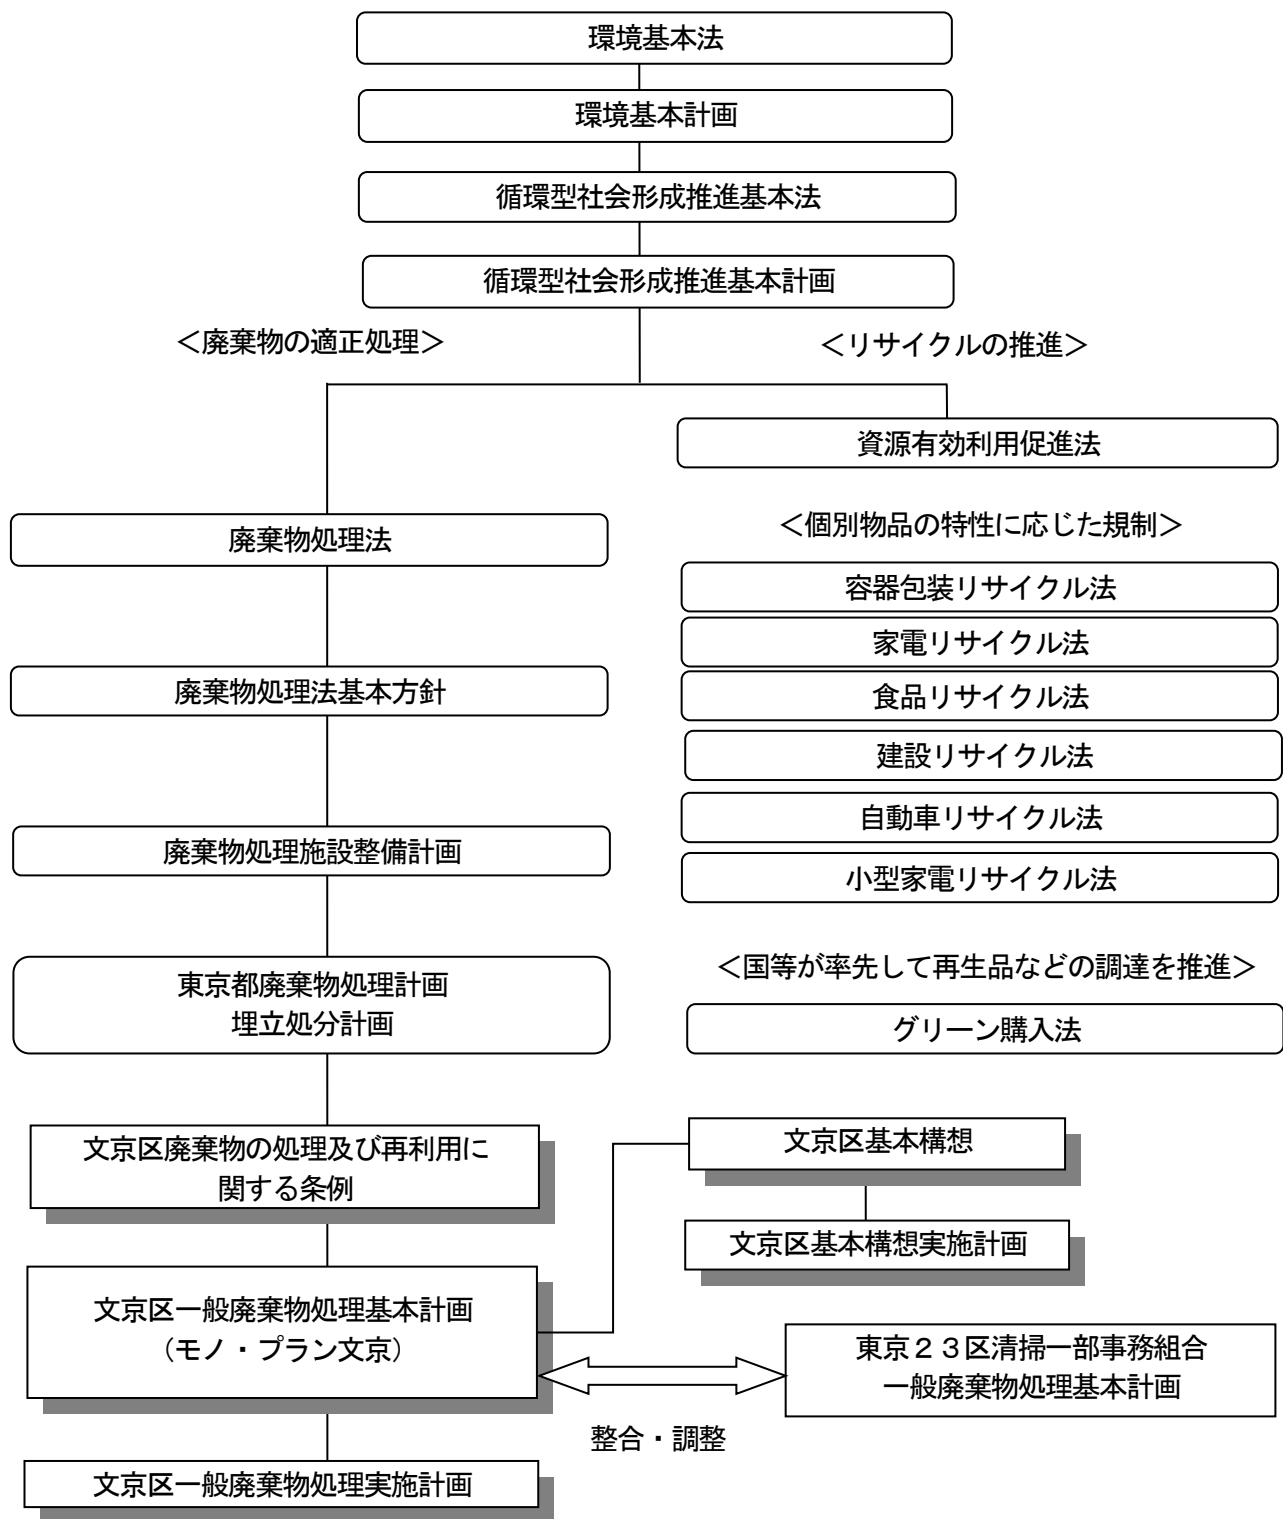 環境基本法
環境基本計画
循環型社会形成推進基本法
循環型社会形成推進基本計画
＜廃棄物の適正処理＞
＜リサイクルの推進＞
資源有効利用促進法
廃棄物処理法
＜個別物品の特性に応じた規制＞
容器包装リサイクル法
家電リサイクル法
廃棄物処理法基本方針
食品リサイクル法
建設リサイクル法
自動車リサイクル法
廃棄物処理施設整備計画
小型家電リサイクル法
東京都廃棄物処理計画
埋立処分計画
＜国等が率先して再生品などの調達を推進＞
グリーン購入法
文京区廃棄物の処理及び再利用に
関する条例
文京区基本構想
文京区基本構想実施計画
文京区一般廃棄物処理基本計画
（モノ・プラン文京）
東京２３区清掃一部事務組合
一般廃棄物処理基本計画
整合・調整
文京区一般廃棄物処理実施計画